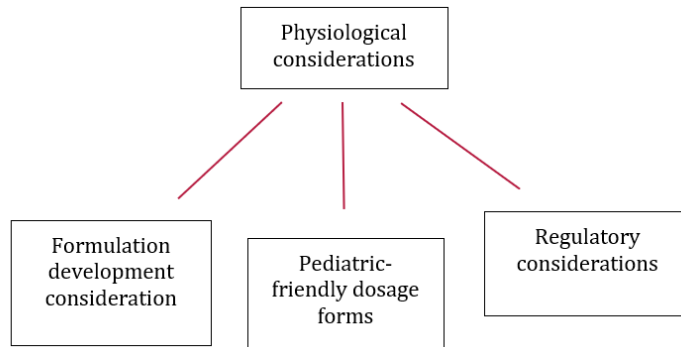 Physiological
considerations
Formulation
development
consideration
Pediatric-
friendly dosage
forms
Regulatory
considerations